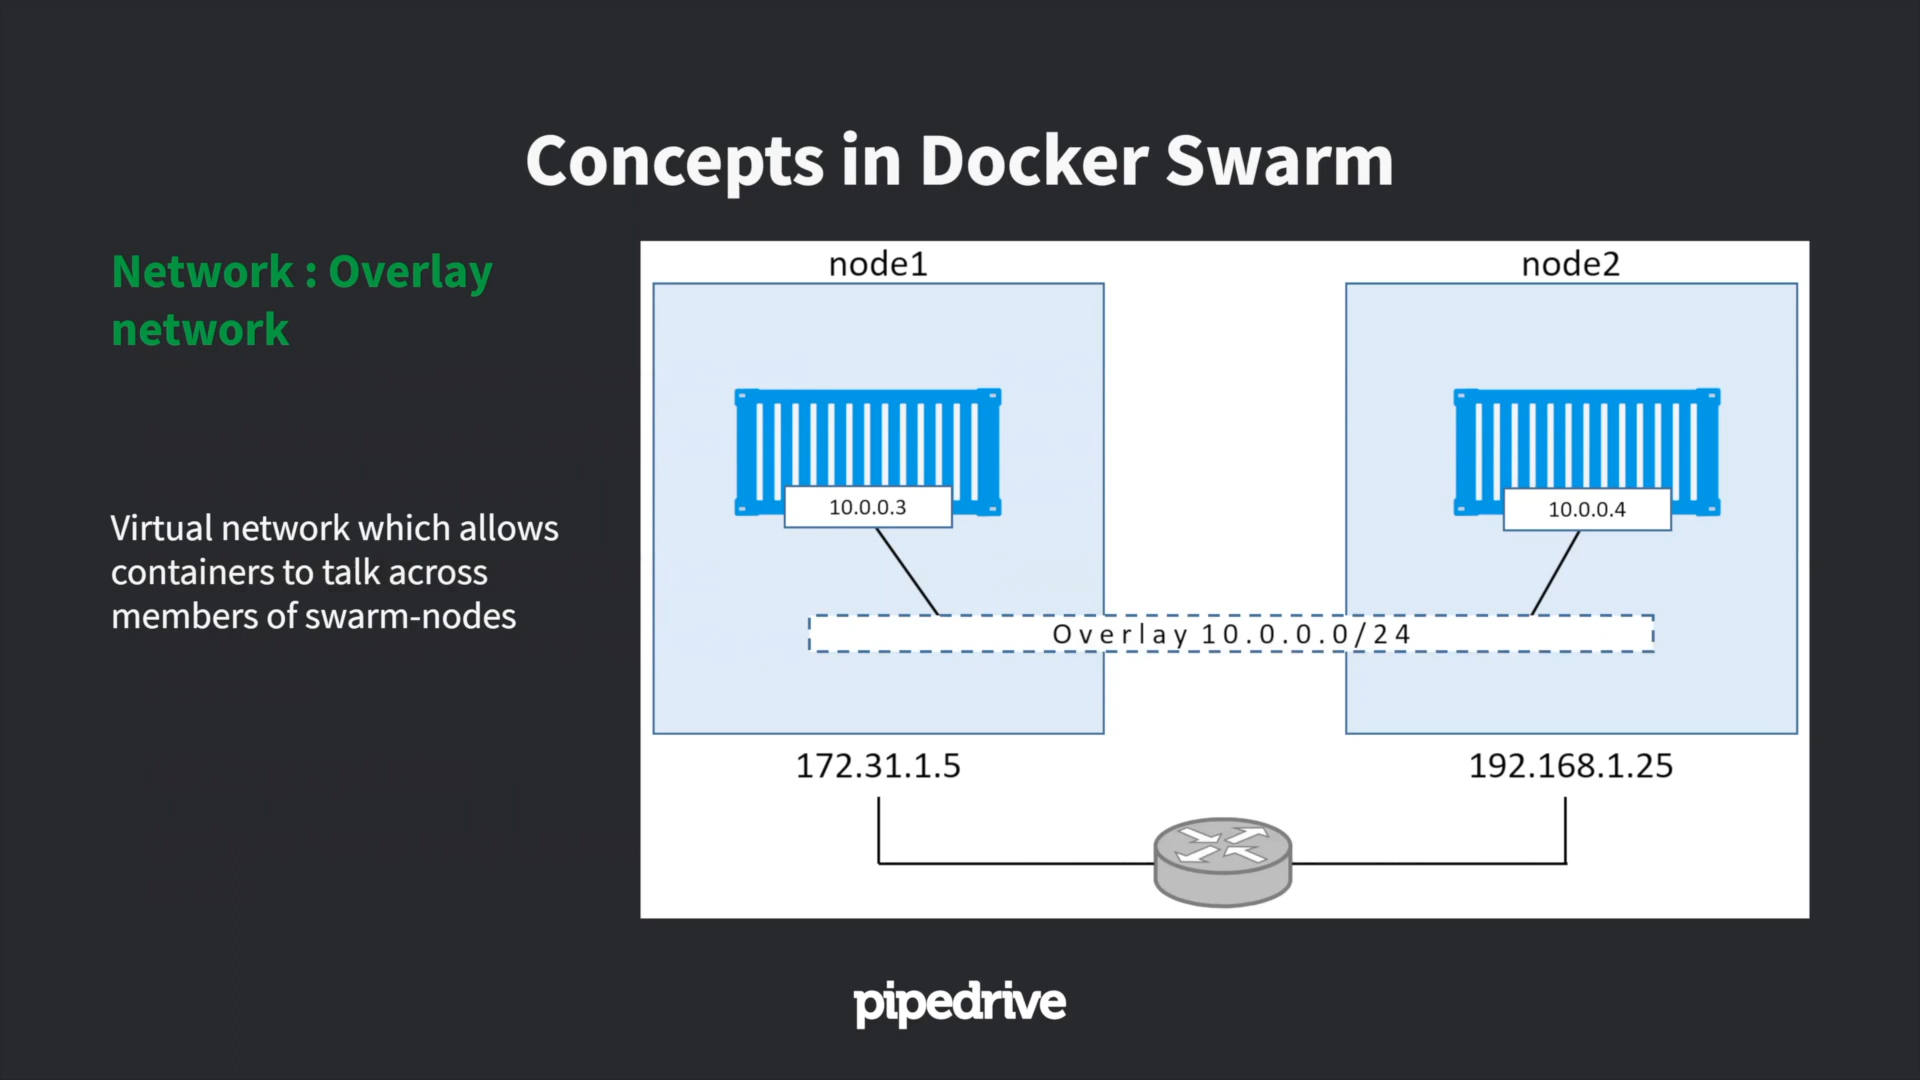 Concepts in Docker Swarm
Network : Overlay
network
Virtual network which allows
containers to talk across
members of swarm-nodes
node1
node2
10.0.0.3
10.0.0.4
Overlay 10.0.0.0/24
172.31.1.5
192.168.1.25
pipedrive